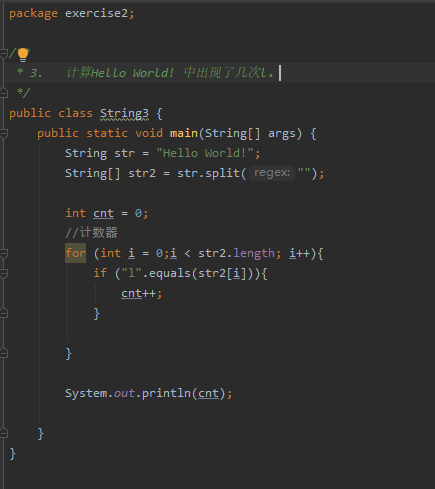 package exercise2;
/*
 * 3.   计算Hello World! 中出现了几次l。
 */
public class String3 {
    public static void main(String[] args) {
        String str = "Hello World!";
        String[] str2 = str.split( regex: "");
        int cnt = 0;
        //计数器
        for (int i = 0;i < str2.length; i++){
            if ("l".equals(str2[i])){
                cnt++;
            }
        }
        System.out.println(cnt);
    }
}